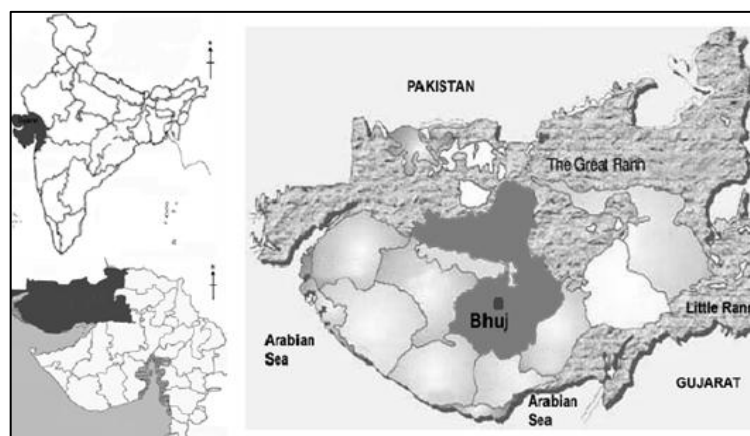 PAKISTAN
The Great Rann
Bhuj
Little Rann
Arabian
Sea
GUJARAT
Arabian
Sea